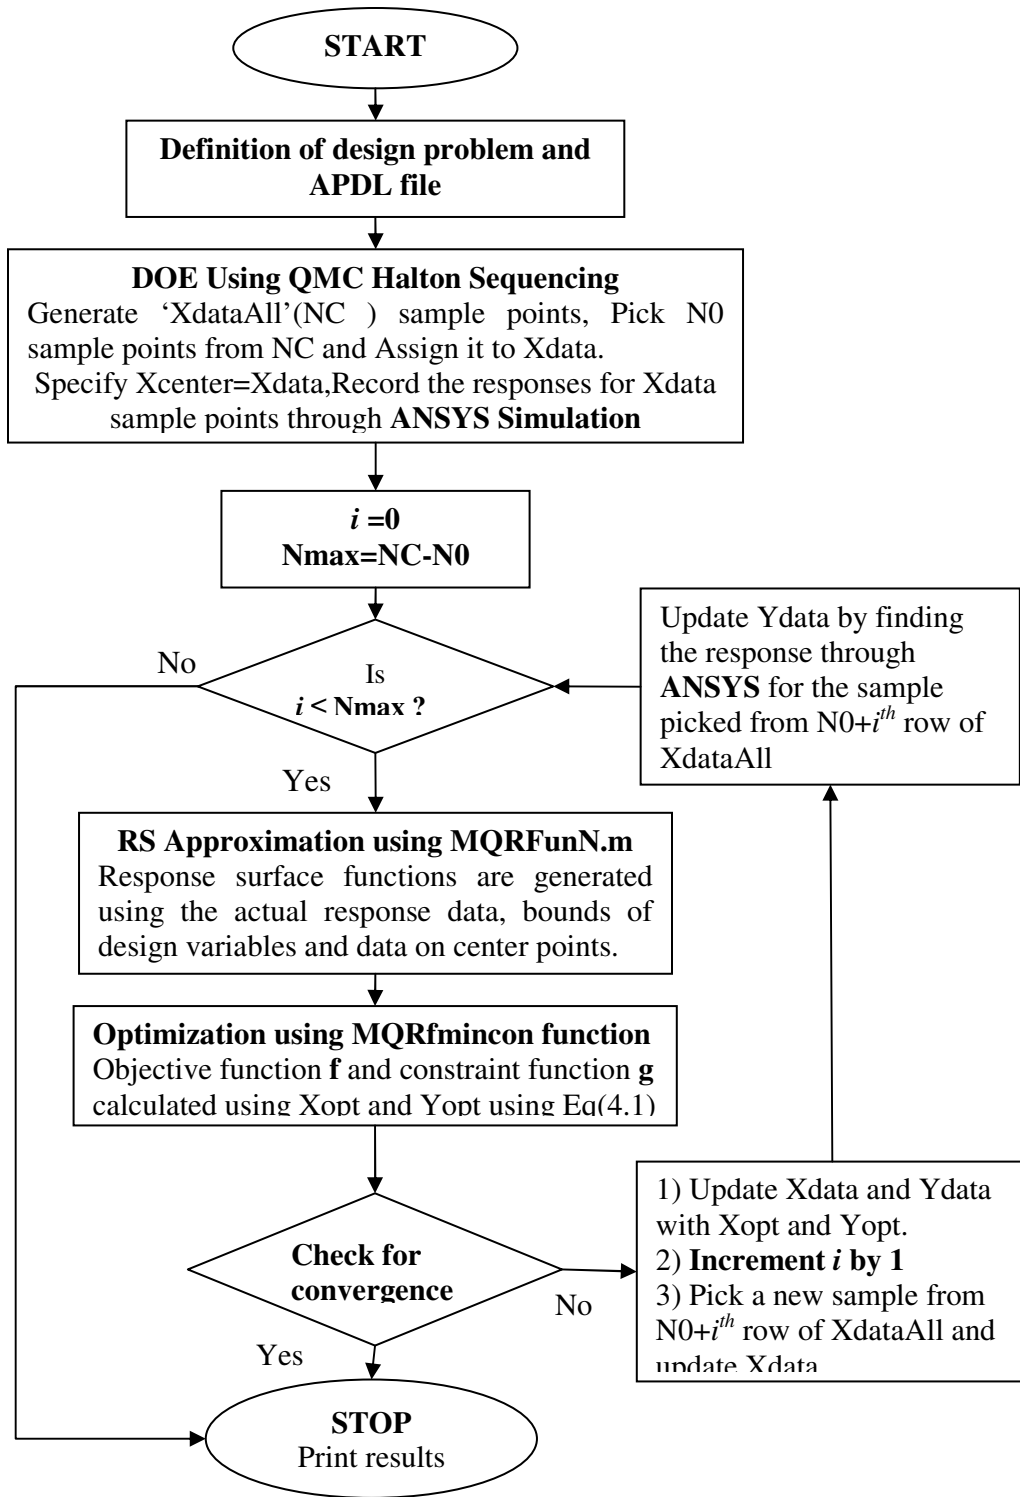 START
Definition of design problem and
APDL file
DOE Using QMC Halton Sequencing
Generate ‘XdataAll’(NC ) sample points, Pick N0
sample points from NC and Assign it to Xdata.
Specify Xcenter=Xdata,Record the responses for Xdata
sample points through ANSYS Simulation
i =0
Nmax=NC-N0
No
Is
i < Nmax ?
Yes
Update Ydata by finding
the response through
ANSYS for the sample
picked from N0+i^th row of
XdataAll
RS Approximation using MQRFunN.m
Response surface functions are generated
using the actual response data, bounds of
design variables and data on center points.
Optimization using MQRfmincon function
Objective function f and constraint function g
calculated using Xopt and Yopt using Eq(4.1)
Check for
convergence
No
Yes
1) Update Xdata and Ydata
with Xopt and Yopt.
2) Increment i by 1
3) Pick a new sample from
N0+i^th row of XdataAll and
update Xdata
STOP
Print results